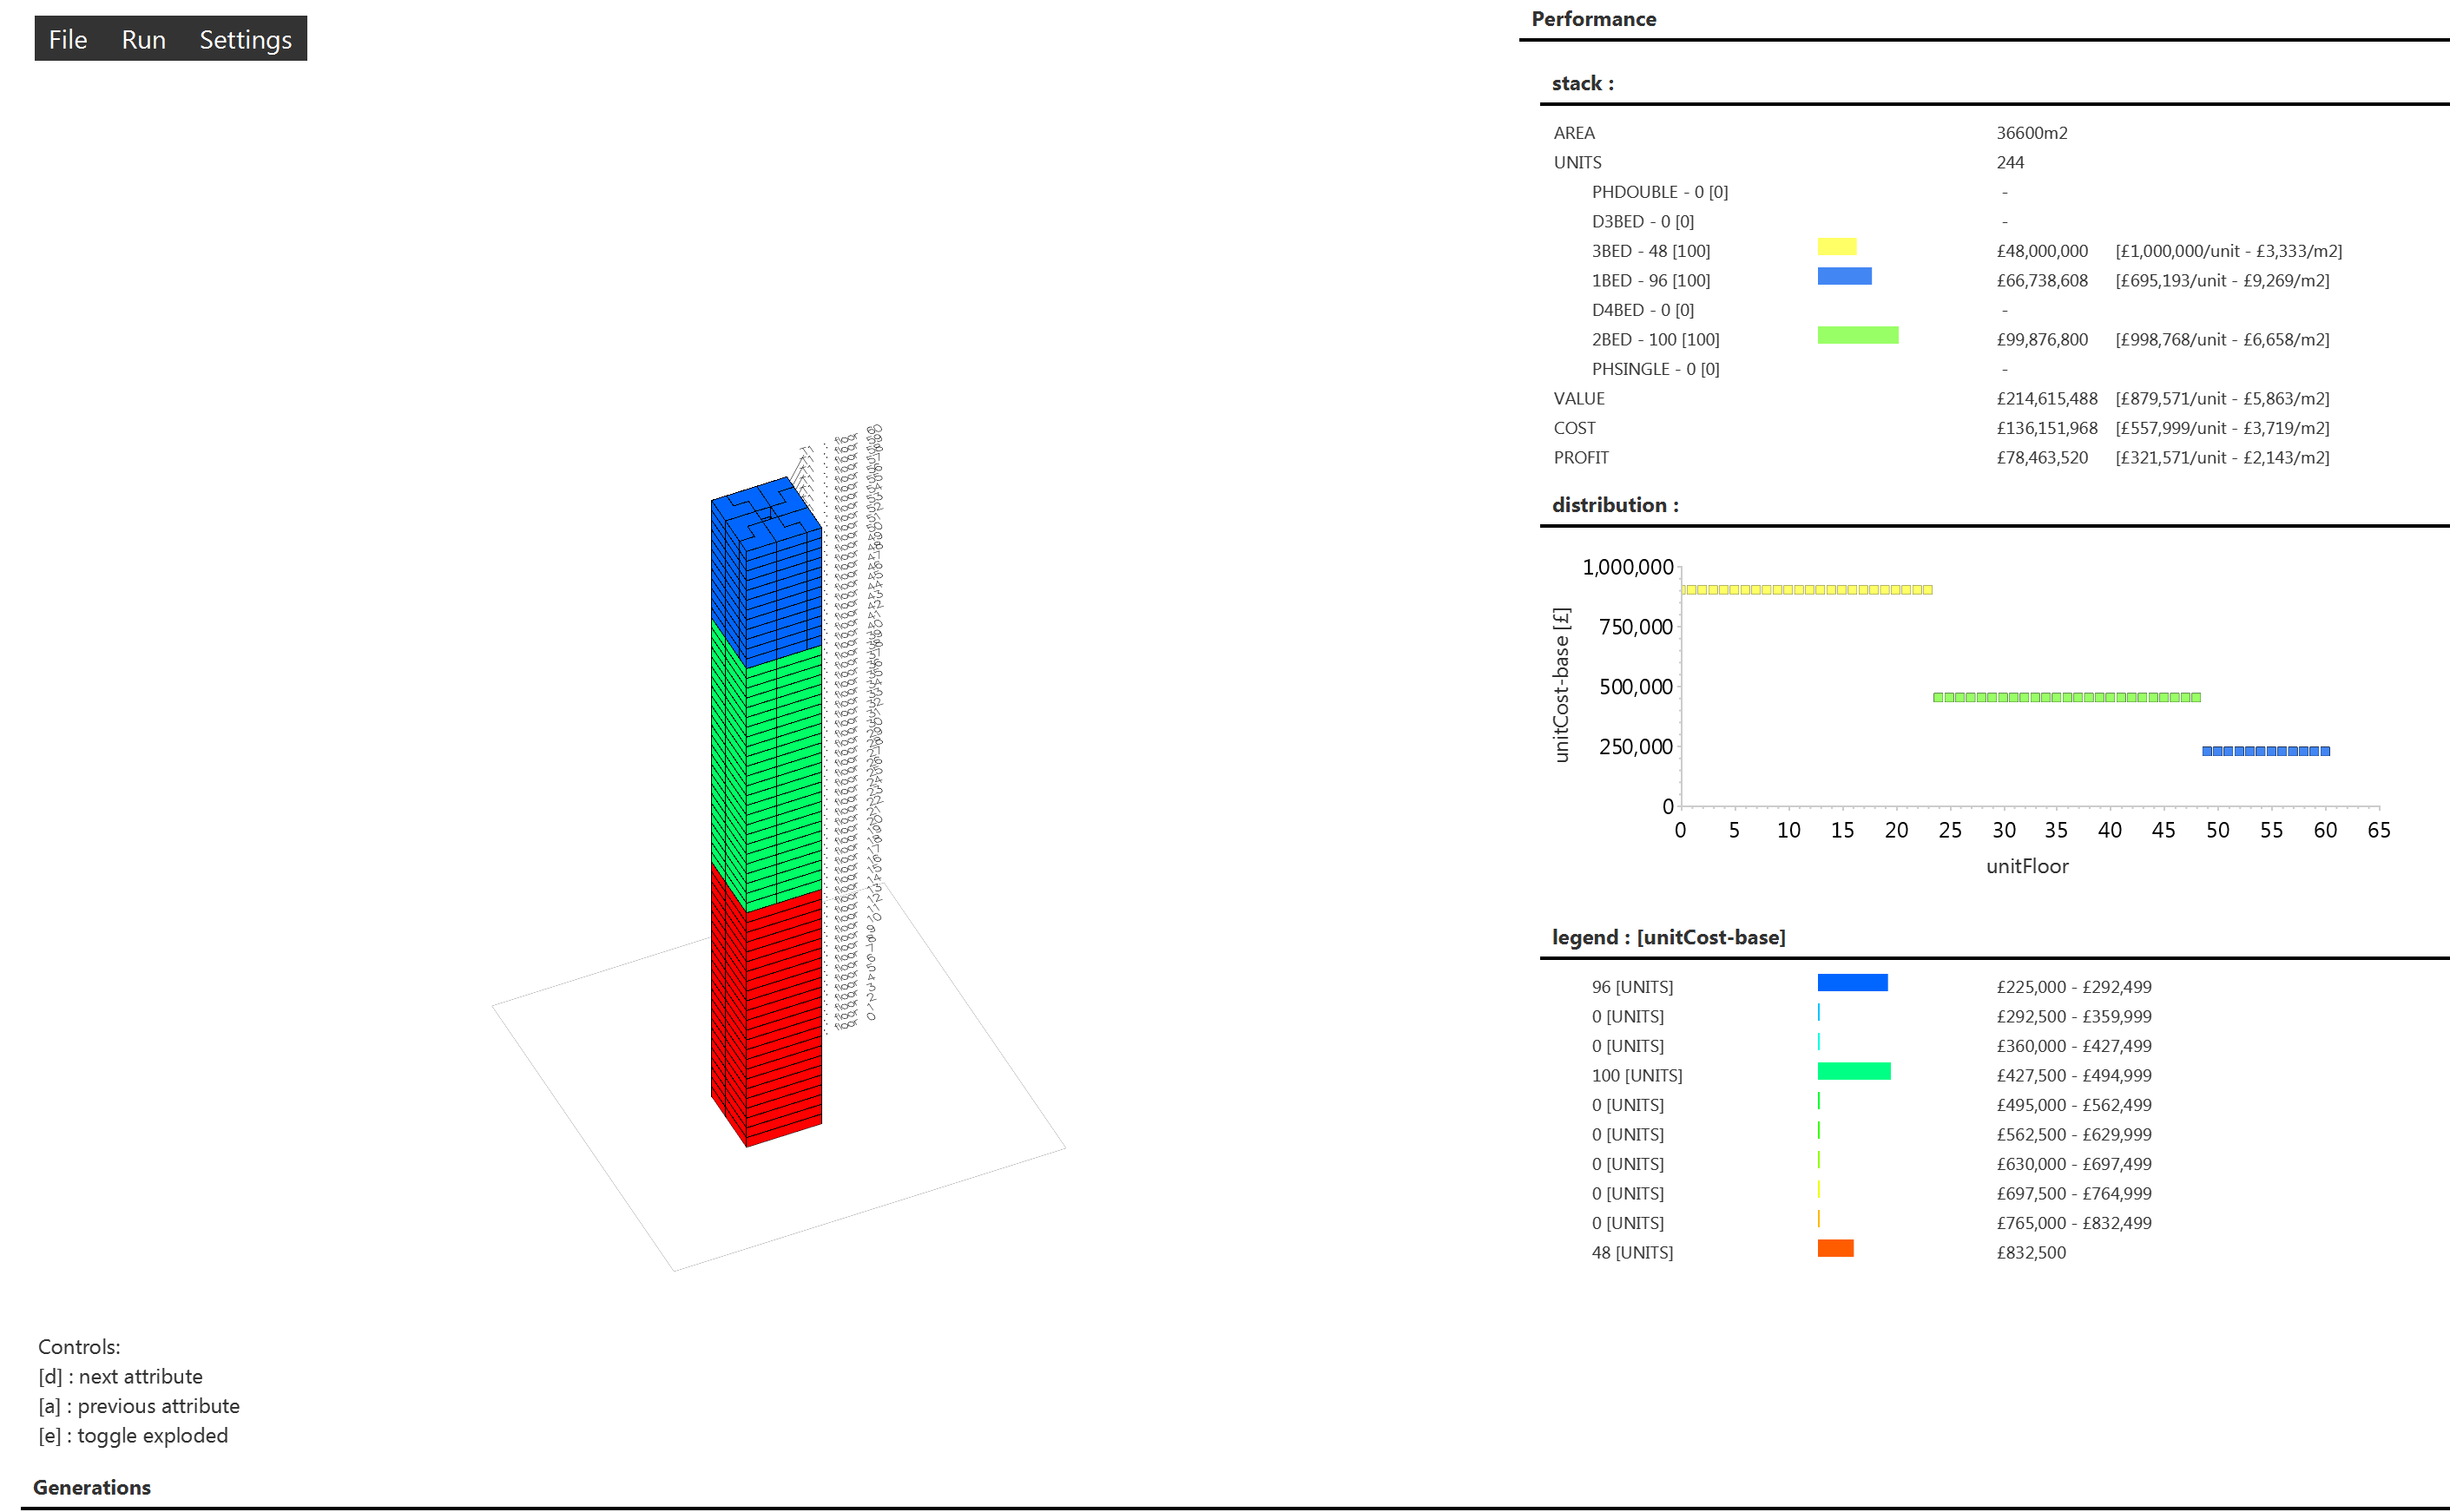 File Run Settings
Performance
stack :
AREA 36600m2
UNITS 244
PHDOUBLE - 0 [0] -
D3BED - 0 [0] -
3BED - 48 [100] £48,000,000 [£1,000,000/unit - £3,333/m2]
1BED - 96 [100] £66,738,608 [£695,193/unit - £9,269/m2]
D4BED - 0 [0] -
2BED - 100 [100] £99,876,800 [£998,768/unit - £6,658/m2]
PHSINGLE - 0 [0] -
VALUE £214,615,488 [£879,571/unit - £5,863/m2]
COST £136,151,968 [£557,999/unit - £3,719/m2]
PROFIT £78,463,520 [£321,571/unit - £2,143/m2]
distribution :
unitCost-base [£]
1,000,000
750,000
500,000
250,000
0
0 5 10 15 20 25 30 35 40 45 50 55 60 65
unitFloor
legend : [unitCost-base]
96 [UNITS] £225,000 - £292,499
0 [UNITS] £292,500 - £359,999
0 [UNITS] £360,000 - £427,499
100 [UNITS] £427,500 - £494,999
0 [UNITS] £495,000 - £562,499
0 [UNITS] £562,500 - £629,999
0 [UNITS] £630,000 - £697,499
0 [UNITS] £697,500 - £764,999
0 [UNITS] £765,000 - £832,499
48 [UNITS] £832,500
Controls:
[d] : next attribute
[a] : previous attribute
[e] : toggle exploded
Generations